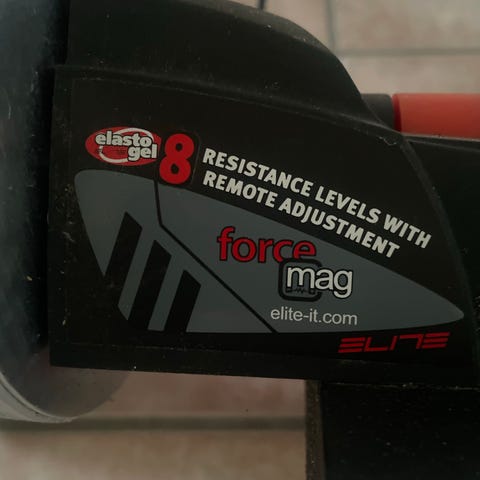 elasto
gel
8
RESISTANCE LEVELS WITH
REMOTE ADJUSTMENT
force
mag
elite-it.com
ELITE